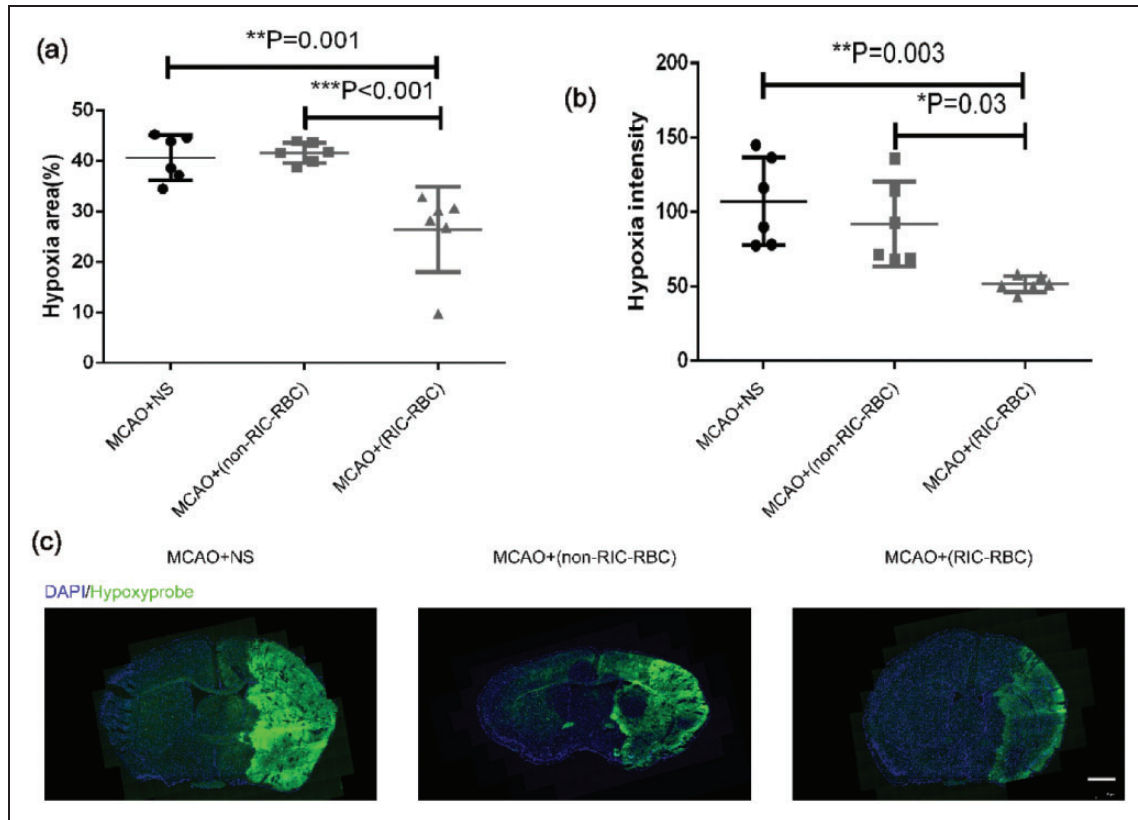 (a)
**P=0.001
***P<0.001
Hypoxia area(%)
50
40
30
20
10
0
MCAO+NS
MCAO+(non-RIC-RBC)
MCAO+(RIC-RBC)
(b)
**P=0.003
*P=0.03
Hypoxia intensity
200
150
100
50
0
MCAO+NS
MCAO+(non-RIC-RBC)
MCAO+(RIC-RBC)
(c)
MCAO+NS
MCAO+(non-RIC-RBC)
MCAO+(RIC-RBC)
DAPI/Hypoxyprobe